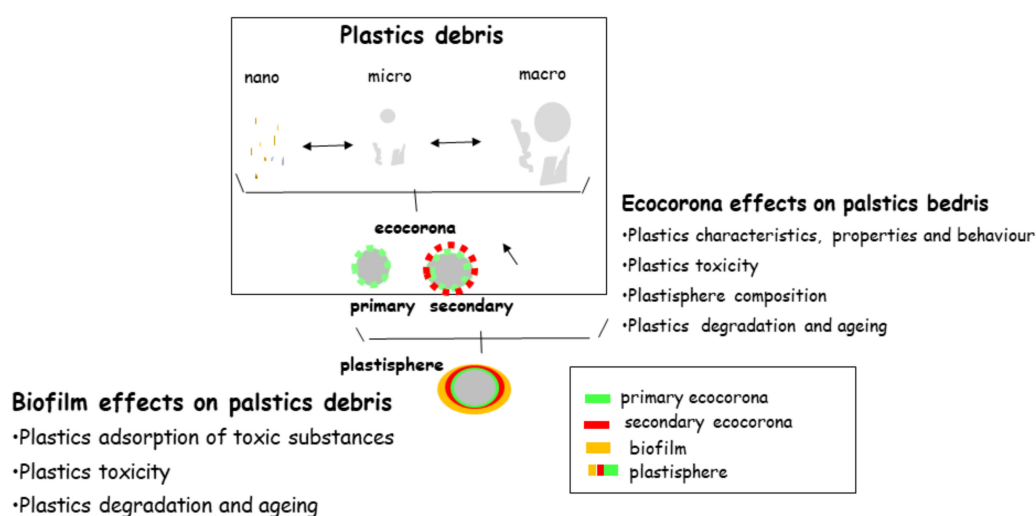 Plastics debris
nano
micro
macro
ecocorona
primary
secondary
Ecocorona effects on palstics bedris
•Plastics characteristics, properties and behaviour
•Plastics toxicity
•Plastisphere composition
•Plastics degradation and ageing
plastisphere
Biofilm effects on palstics debris
•Plastics adsorption of toxic substances
•Plastics toxicity
•Plastics degradation and ageing
primary ecocorona
secondary ecocorona
biofilm
plastisphere